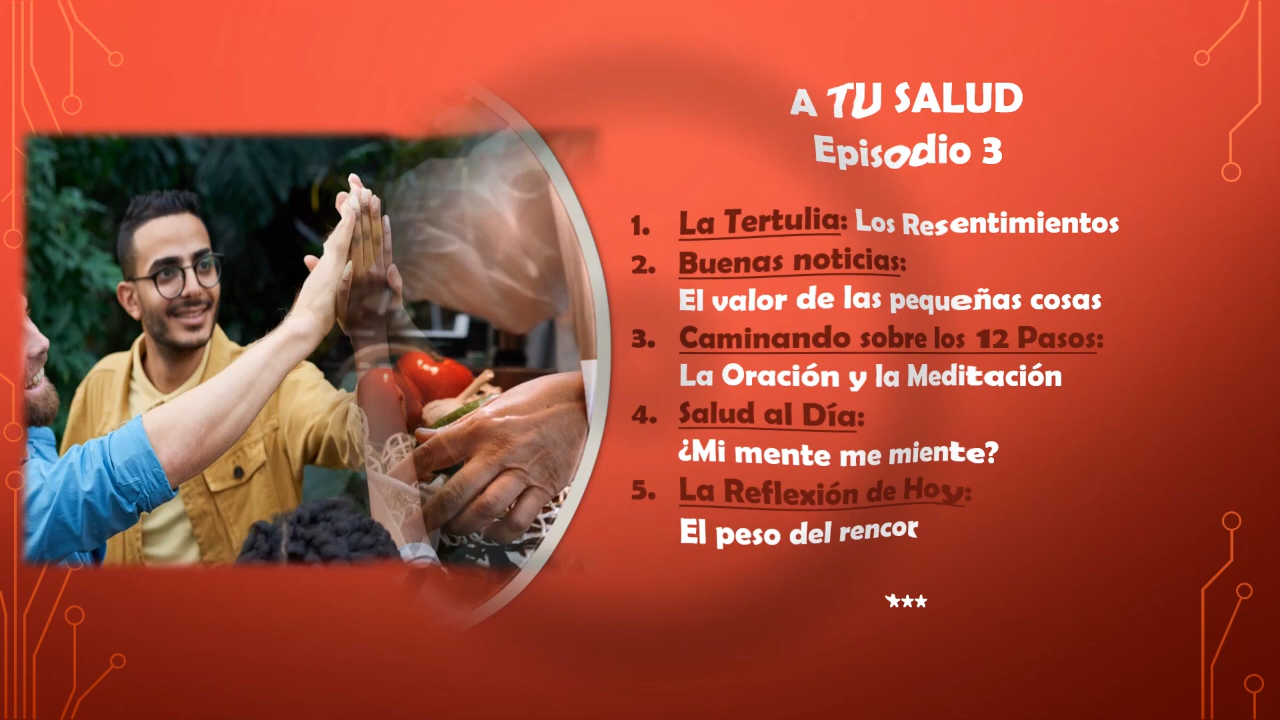 A TU SALUD
Episodio 3
1. La Tertulia: Los Resentimientos
2. Buenas noticias:
El valor de las pequeñas cosas
3. Caminando sobre los 12 Pasos:
La Oración y la Meditación
4. Salud al Día:
¿Mi mente me miente?
5. La Reflexión de Hoy:
El peso del rencor
***